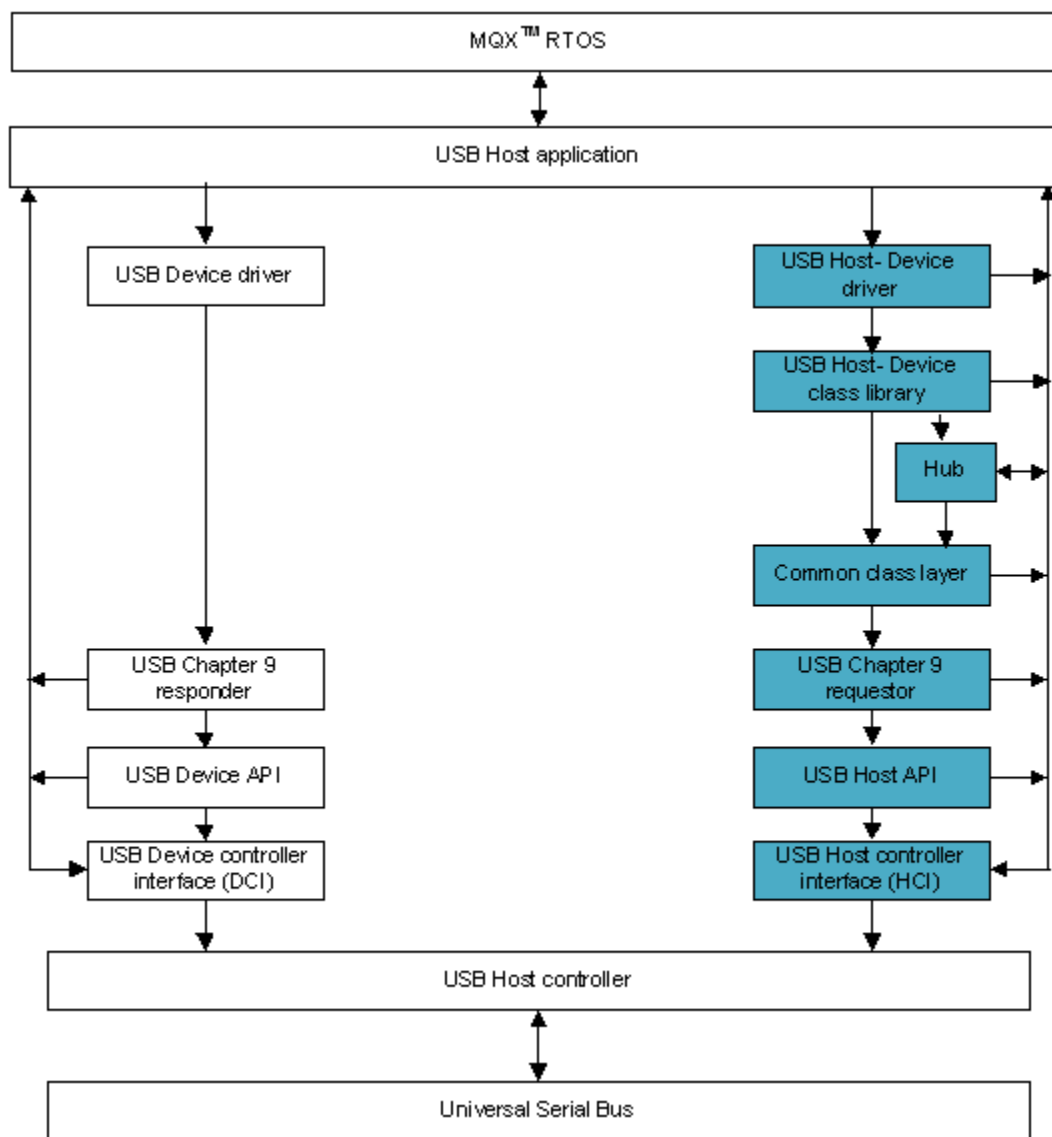 MQX™ RTOS
USB Host application
USB Device driver
USB Host- Device
driver
USB Host- Device
class library
Hub
Common class layer
USB Chapter 9
responder
USB Chapter 9
requestor
USB Device API
USB Host API
USB Device controller
interface (DCI)
USB Host controller
interface (HCI)
USB Host controller
Universal Serial Bus